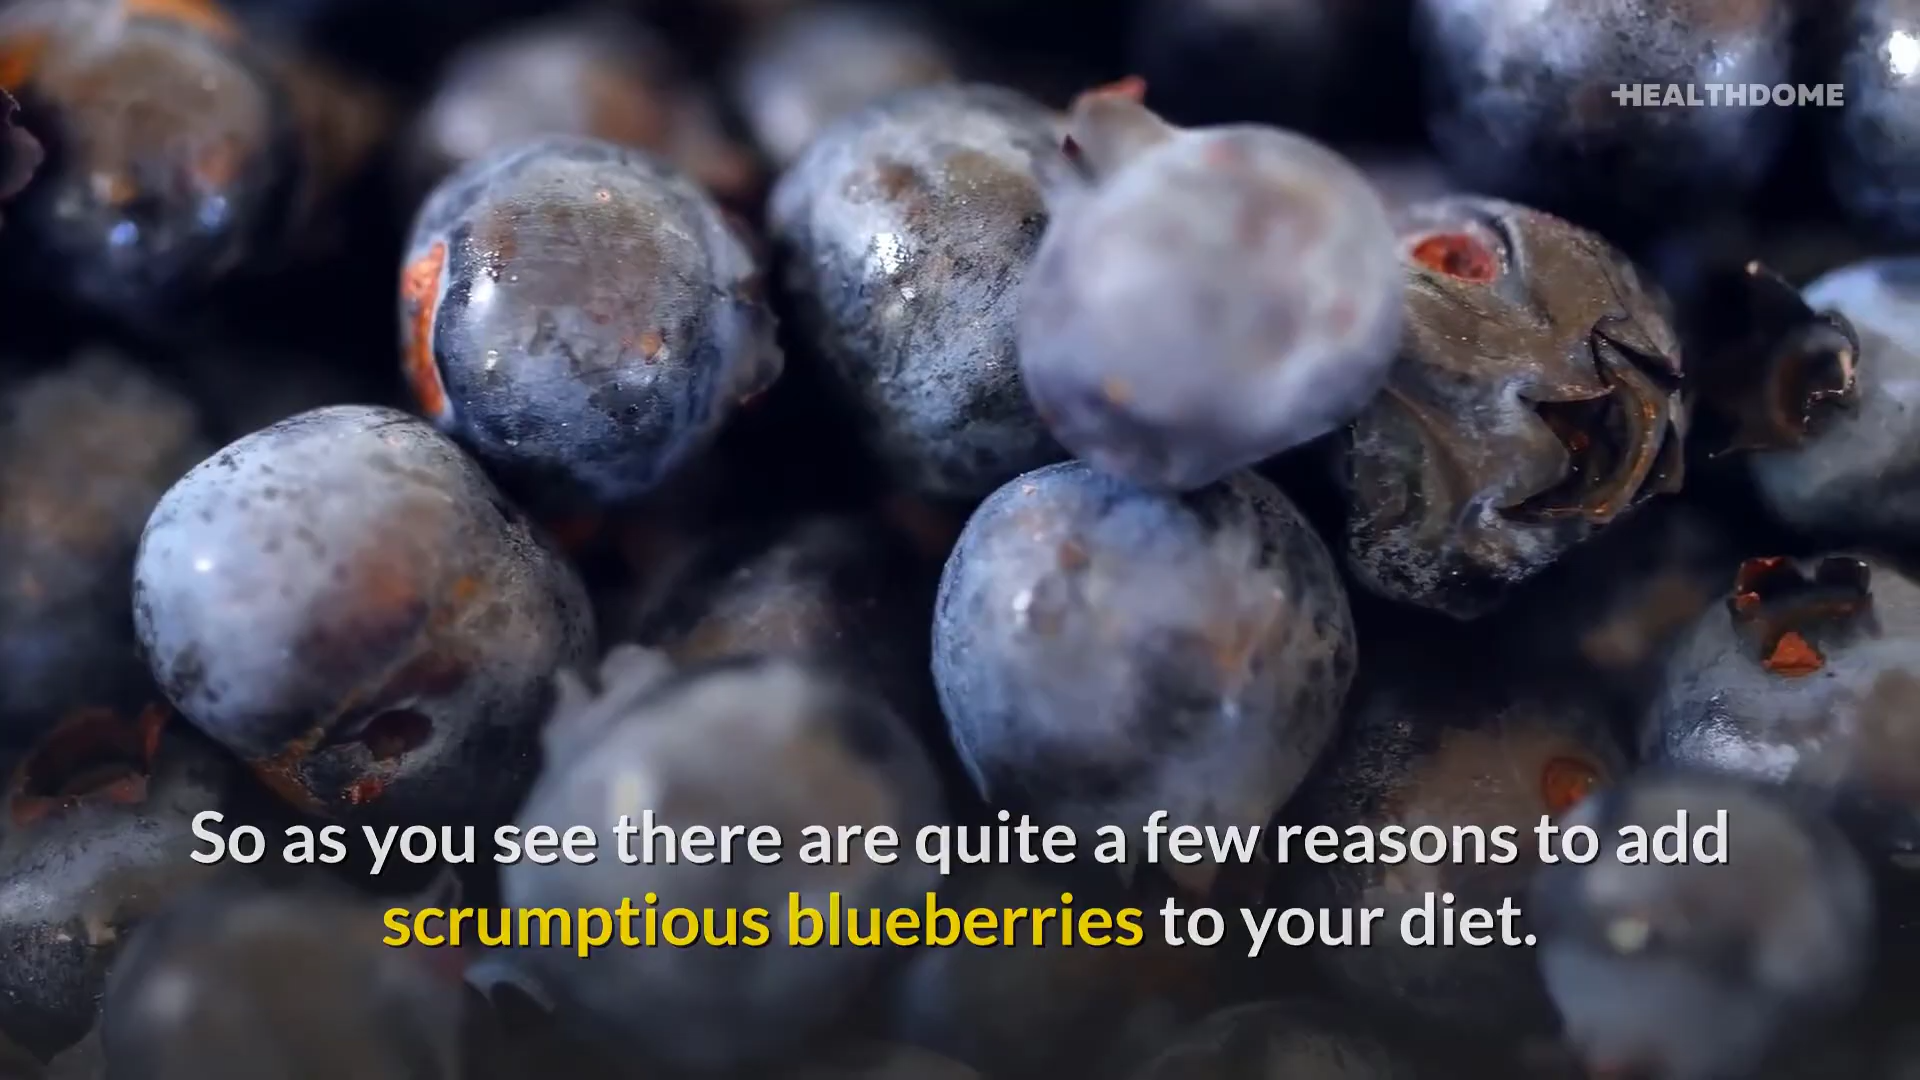 HEALTHDOME
So as you see there are quite a few reasons to add
scrumptious blueberries to your diet.